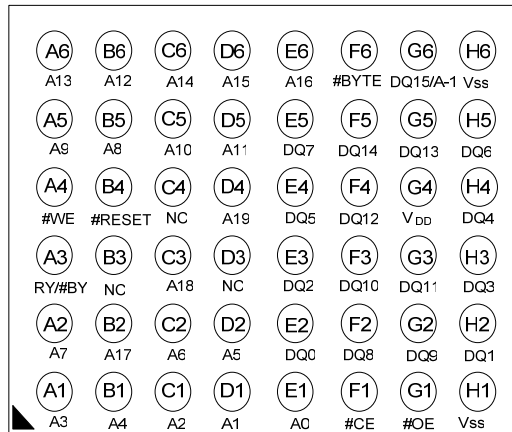 A6 B6 C6 D6 E6 F6 G6 H6
A13 A12 A14 A15 A16 #BYTE DQ15/A-1 Vss
A5 B5 C5 D5 E5 F5 G5 H5
A9 A8 A10 A11 DQ7 DQ14 DQ13 DQ6
A4 B4 C4 D4 E4 F4 G4 H4
#WE #RESET NC A19 DQ5 DQ12 VDD DQ4
A3 B3 C3 D3 E3 F3 G3 H3
RY/#BY NC A18 NC DQ2 DQ10 DQ11 DQ3
A2 B2 C2 D2 E2 F2 G2 H2
A7 A17 A6 A5 DQ0 DQ8 DQ9 DQ1
A1 B1 C1 D1 E1 F1 G1 H1
A3 A4 A2 A1 A0 #CE #OE Vss